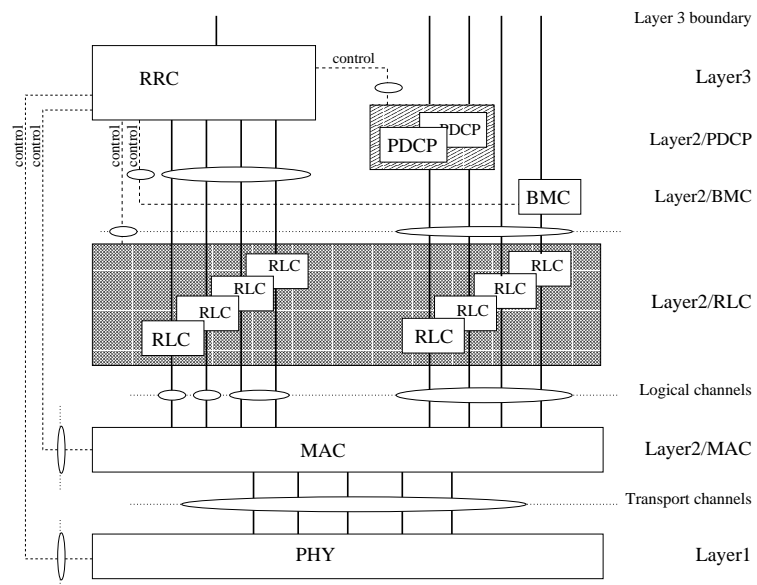 Layer 3 boundary
control
RRC
Layer3
control
control
control
control
PDCP
PDCP
Layer2/PDCP
BMC
Layer2/BMC
RLC
RLC
RLC
RLC
RLC
RLC
RLC
RLC
Layer2/RLC
Logical channels
MAC
Layer2/MAC
Transport channels
PHY
Layer1